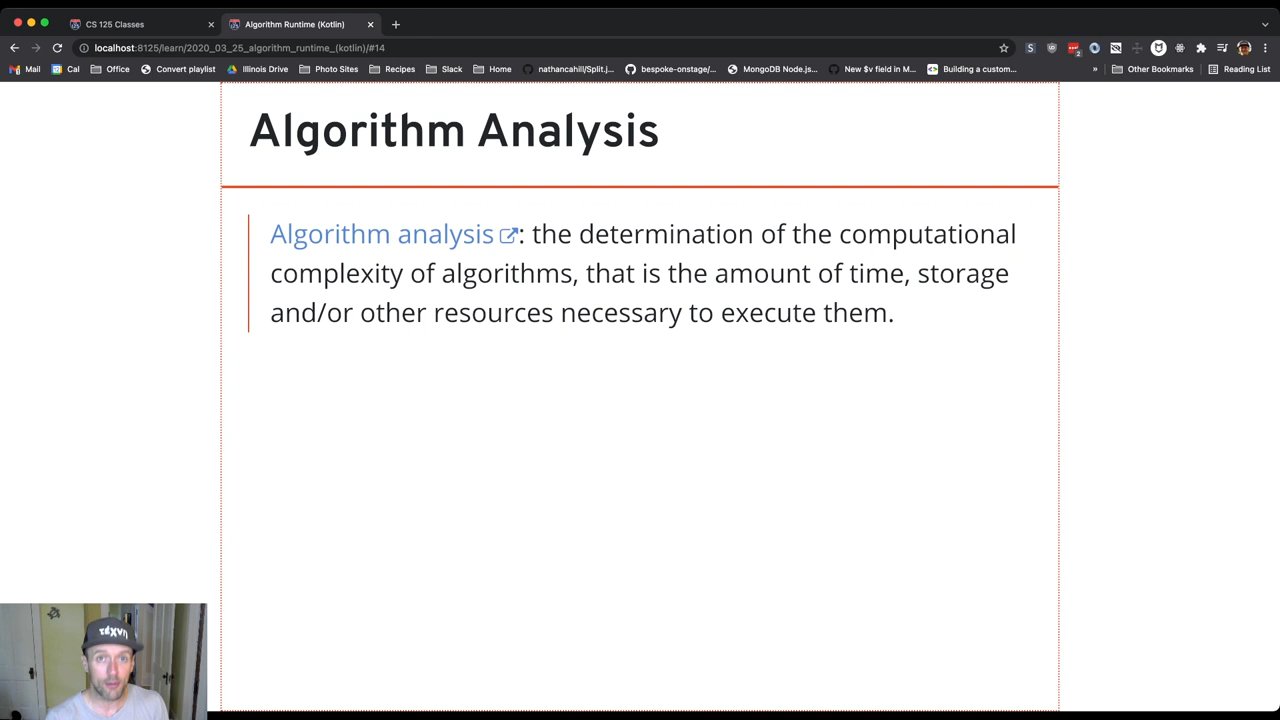 CS 125 Classes
Algorithm Runtime (Kotlin)
localhost:8125/learn/2020_03_25_algorithm_runtime_(kotlin)/#14
Mail
Cal
Office
Convert playlist
Illinois Drive
Photo Sites
Recipes
Slack
Home
nathancahill/Split.j...
bespoke-onstage/...
MongoDB Node.js...
New $v field in M...
Building a custom...
»
Other Bookmarks
Reading List
Algorithm Analysis
Algorithm analysis : the determination of the computational
complexity of algorithms, that is the amount of time, storage
and/or other resources necessary to execute them.